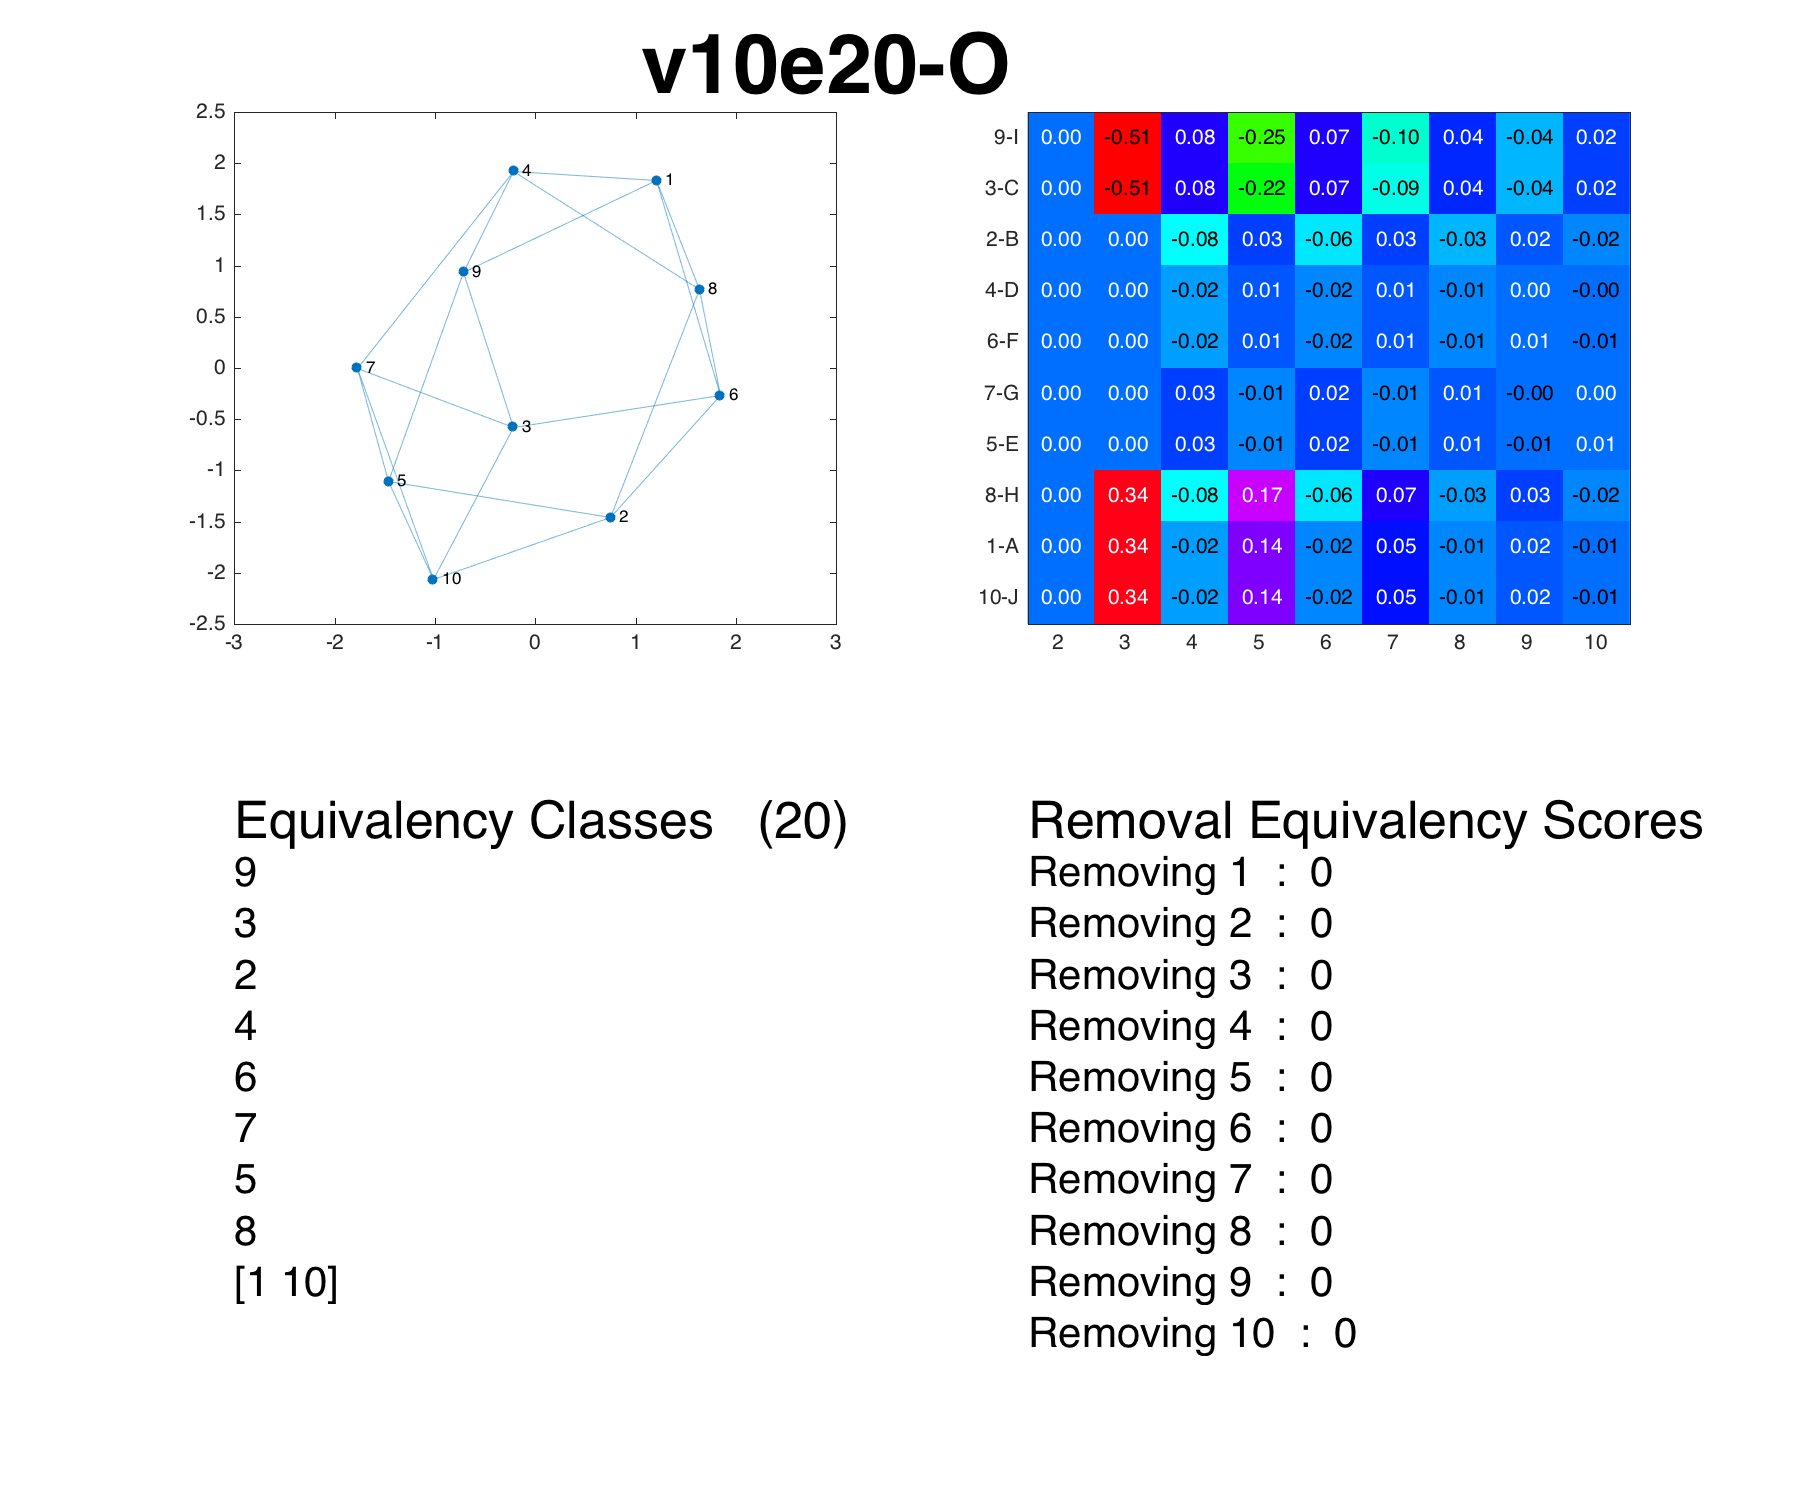 v10e20-O
2.5
2
1.5
1
0.5
0
-0.5
-1
-1.5
-2
-2.5
-3 -2 -1 0 1 2 3
4
1
9
8
7
6
3
5
2
10
9-I 0.00 -0.51 0.08 -0.25 0.07 -0.10 0.04 -0.04 0.02
3-C 0.00 -0.51 0.08 -0.22 0.07 -0.09 0.04 -0.04 0.02
2-B 0.00 0.00 -0.08 0.03 -0.06 0.03 -0.03 0.02 -0.02
4-D 0.00 0.00 -0.02 0.01 -0.02 0.01 -0.01 0.00 -0.00
6-F 0.00 0.00 -0.02 0.01 -0.02 0.01 -0.01 0.01 -0.01
7-G 0.00 0.00 0.03 -0.01 0.02 -0.01 0.01 -0.00 0.00
5-E 0.00 0.00 0.03 -0.01 0.02 -0.01 0.01 -0.01 0.01
8-H 0.00 0.34 -0.08 0.17 -0.06 0.07 -0.03 0.03 -0.02
1-A 0.00 0.34 -0.02 0.14 -0.02 0.05 -0.01 0.02 -0.01
10-J 0.00 0.34 -0.02 0.14 -0.02 0.05 -0.01 0.02 -0.01
2 3 4 5 6 7 8 9 10
Equivalency Classes (20)
9
3
2
4
6
7
5
8
[1 10]
Removal Equivalency Scores
Removing 1 : 0
Removing 2 : 0
Removing 3 : 0
Removing 4 : 0
Removing 5 : 0
Removing 6 : 0
Removing 7 : 0
Removing 8 : 0
Removing 9 : 0
Removing 10 : 0